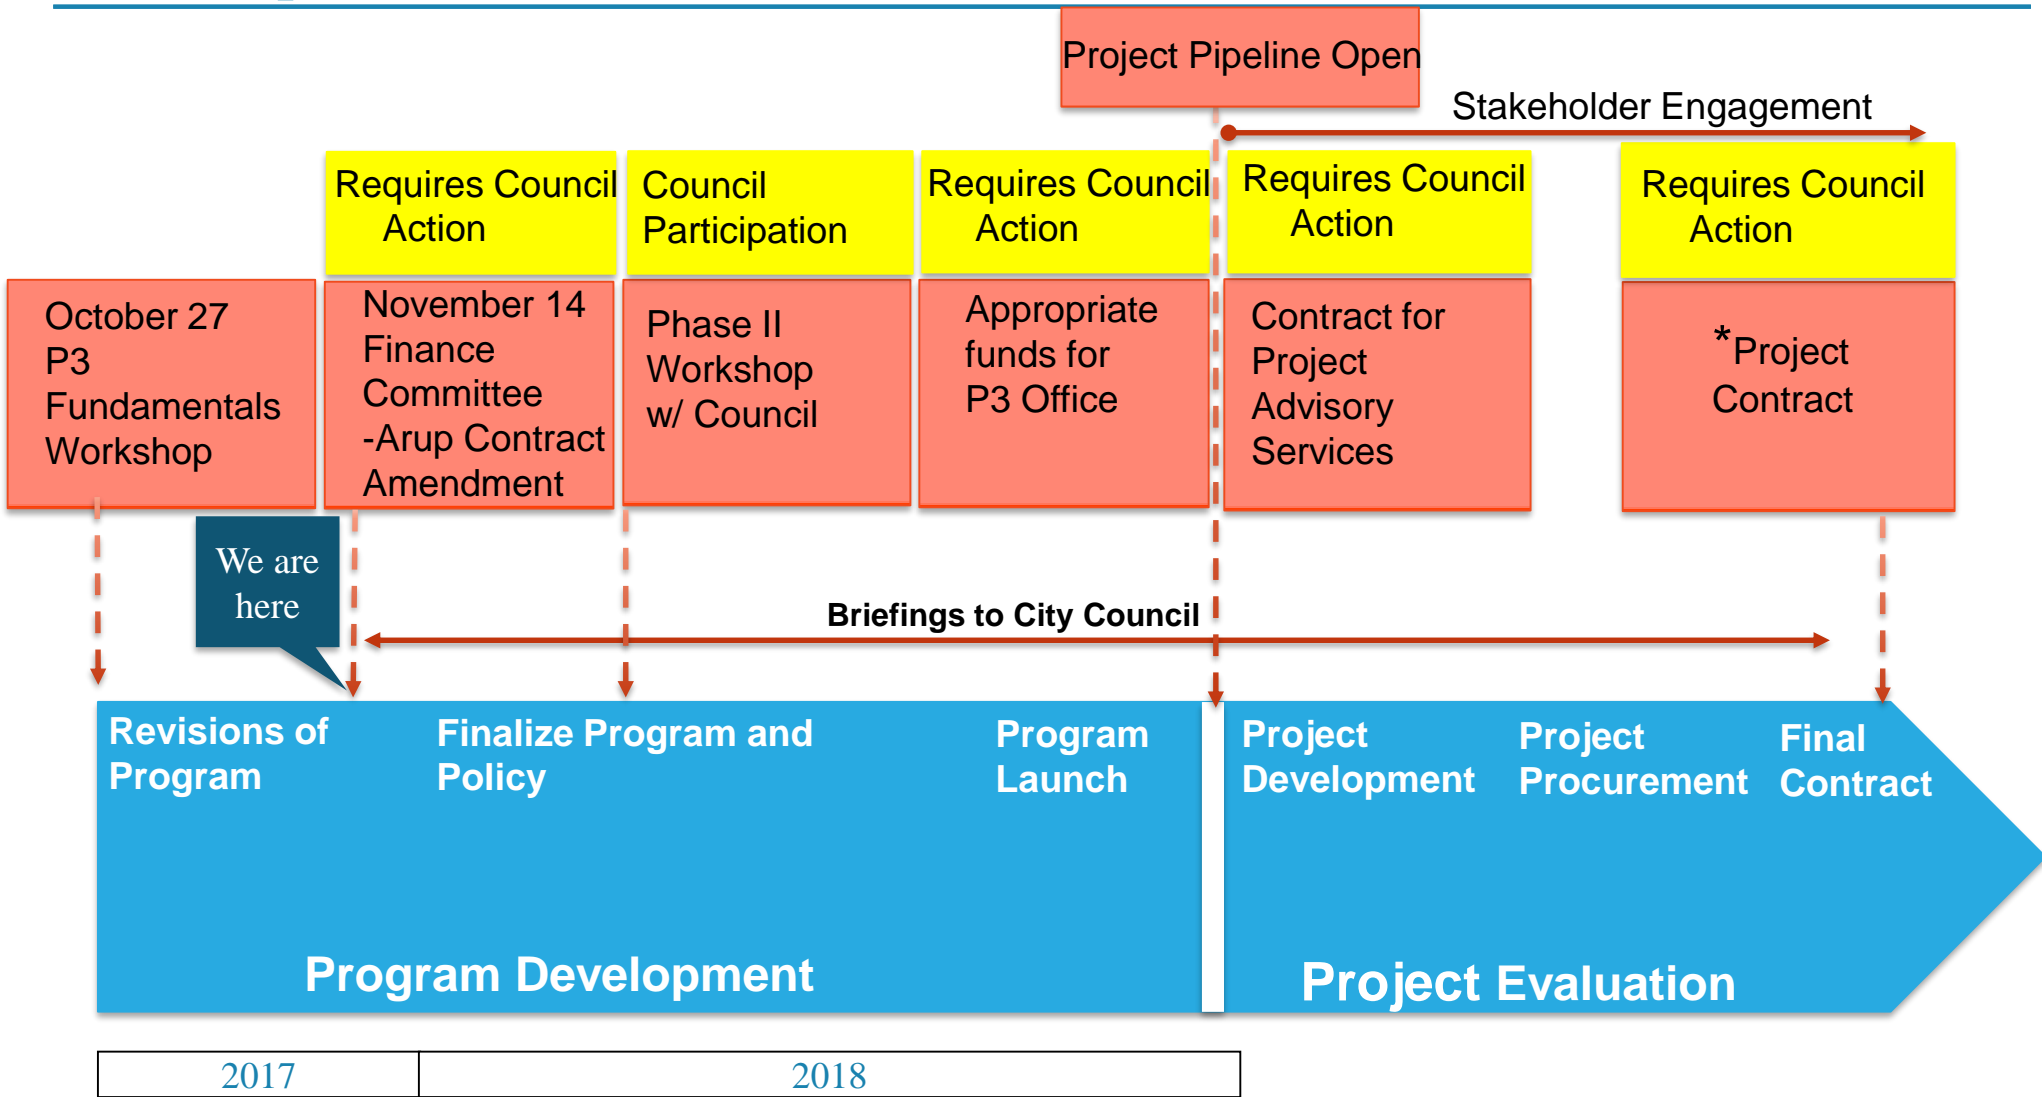 Project Pipeline Open
Stakeholder Engagement
Requires Council
Action
Council
Participation
Requires Council
Action
Requires Council
Action
Requires Council
Action
October 27
P3
Fundamentals
Workshop
November 14
Finance
Committee
-Arup Contract
Amendment
Phase II
Workshop
w/ Council
Appropriate
funds for
P3 Office
Contract for
Project
Advisory
Services
*Project
Contract
We are
here
Briefings to City Council
Revisions of
Program
Finalize Program and
Policy
Program
Launch
Project
Development
Project
Procurement
Final
Contract
Program Development
Project Evaluation
2017
2018